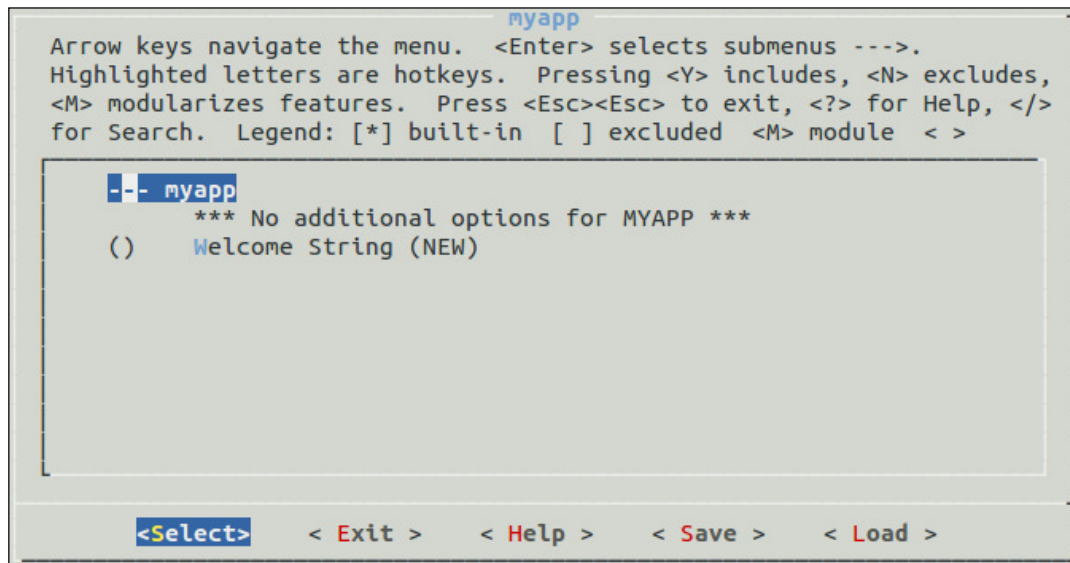 myapp
Arrow keys navigate the menu.  <Enter> selects submenus --->.
Highlighted letters are hotkeys.  Pressing <Y> includes, <N> excludes,
<M> modularizes features.  Press <Esc><Esc> to exit, <?> for Help, </>
for Search.  Legend: [*] built-in  [ ] excluded  <M> module  < >
--- myapp
*** No additional options for MYAPP ***
()    Welcome String (NEW)
<Select>    < Exit >    < Help >    < Save >    < Load >